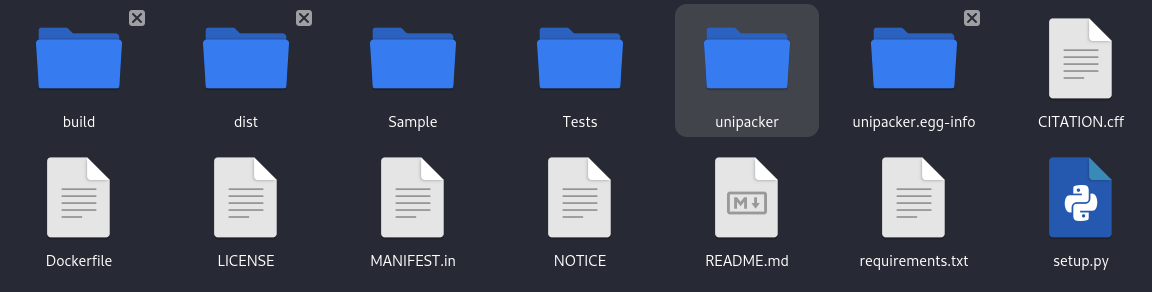 build
dist
Sample
Tests
unipacker
unipacker.egg-info
CITATION.cff
Dockerfile
LICENSE
MANIFEST.in
NOTICE
README.md
requirements.txt
setup.py